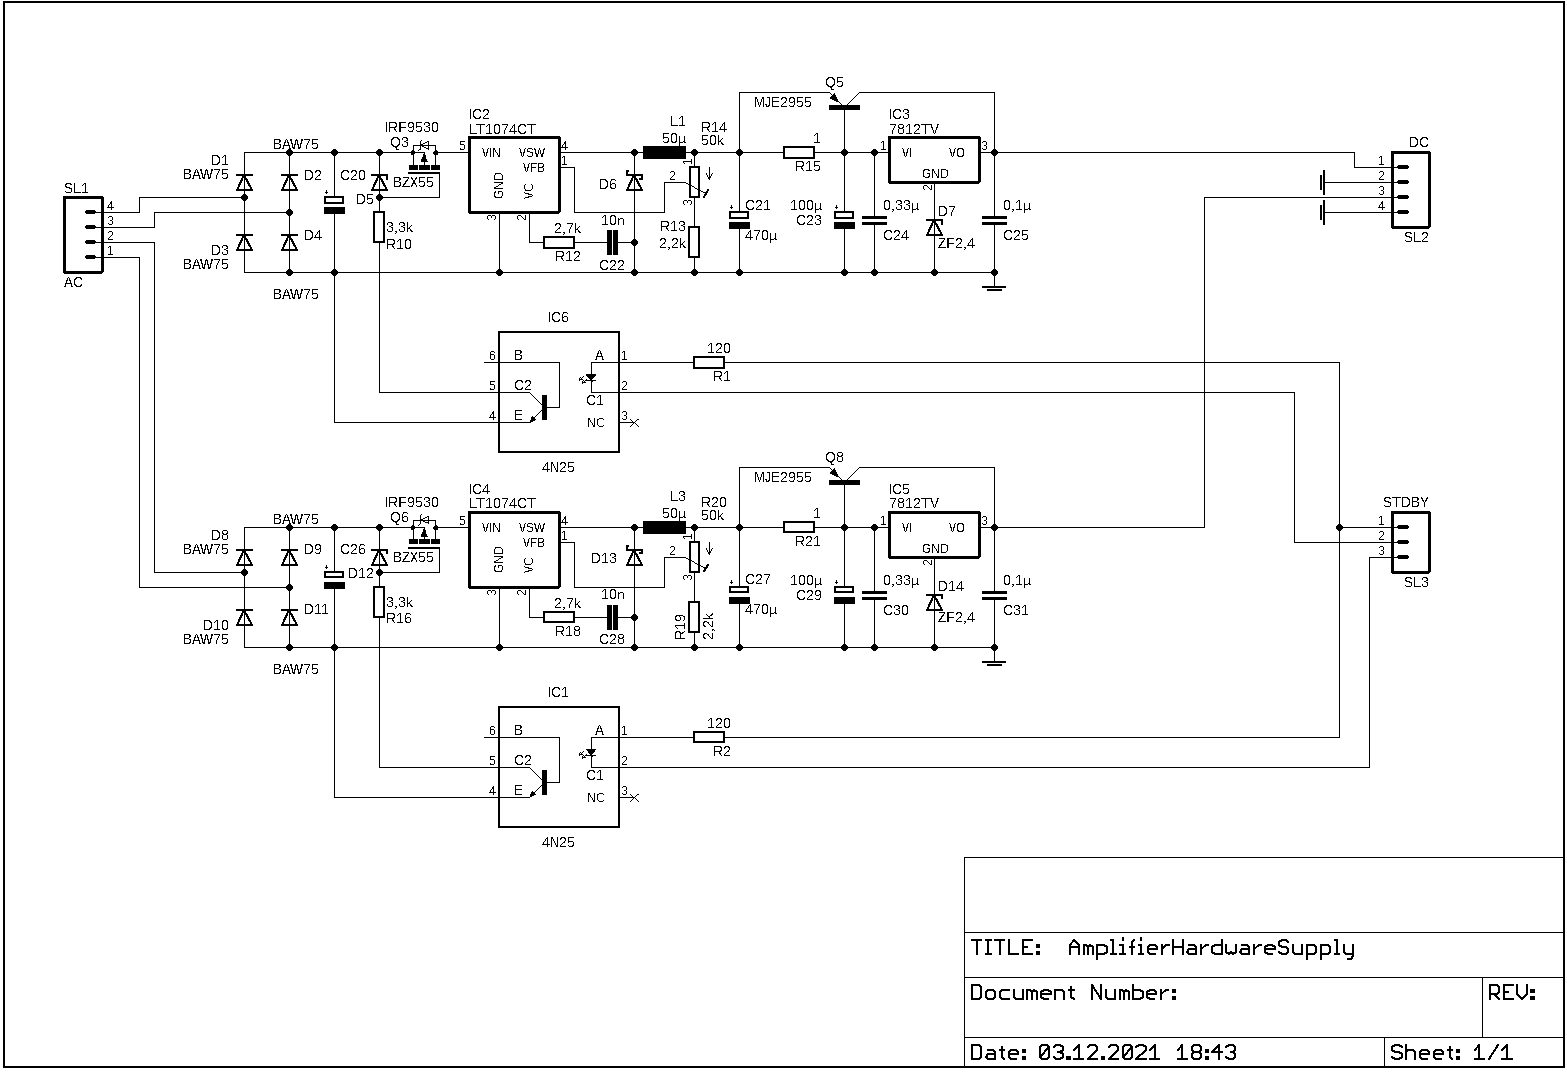 Q5
MJE2955
IRF9530
Q3
IC2
LT1074CT
L1
50µ
R14
50k
1
R15
IC3
7812TV
BAW75
D1
BAW75
D2
C20
D5
BZX55
5
VIN
VSW
VFB
GND
VC
4
1
3
2
D6
1
2
3
1
VI
VO
GND
3
2
DC
1
2
3
4
SL2
SL1
4
3
2
1
AC
D3
BAW75
D4
BAW75
3,3k
R10
2,7k
R12
10n
C22
R13
2,2k
C21
470µ
100µ
C23
0,33µ
C24
D7
ZF2,4
0,1µ
C25
IC6
6
B
A
1
5
C2
C1
2
4
E
NC
3
4N25
120
R1
Q8
MJE2955
IRF9530
Q6
IC4
LT1074CT
L3
50µ
R20
50k
1
R21
IC5
7812TV
BAW75
D8
BAW75
D9
C26
D12
BZX55
5
VIN
VSW
VFB
GND
VC
4
1
3
2
D13
1
2
3
1
VI
VO
GND
3
2
STDBY
1
2
3
SL3
D10
BAW75
D11
BAW75
3,3k
R16
2,7k
R18
10n
C28
R19
2,2k
C27
470µ
100µ
C29
0,33µ
C30
D14
ZF2,4
0,1µ
C31
IC1
6
B
A
1
5
C2
C1
2
4
E
NC
3
4N25
120
R2
TITLE: AmplifierHardwareSupply
Document Number:
REV:
Date: 03.12.2021 18:43
Sheet: 1/1